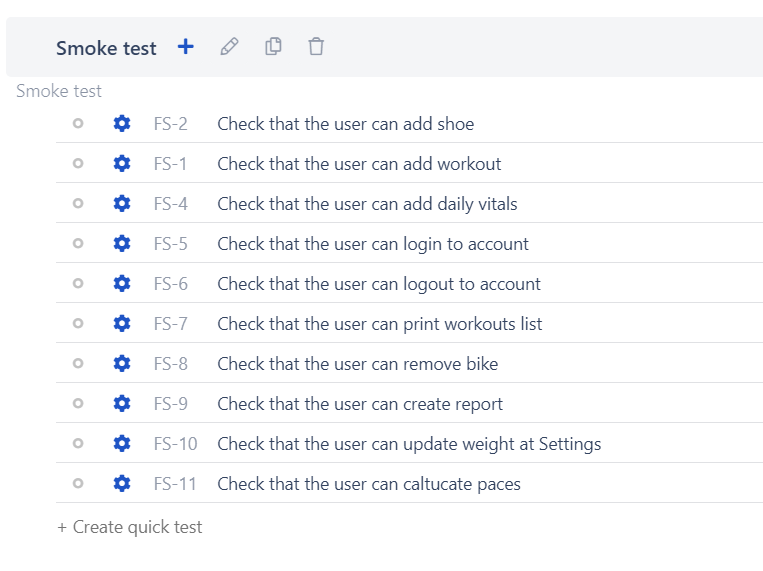 Smoke test
Smoke test
FS-2 Check that the user can add shoe
FS-1 Check that the user can add workout
FS-4 Check that the user can add daily vitals
FS-5 Check that the user can login to account
FS-6 Check that the user can logout to account
FS-7 Check that the user can print workouts list
FS-8 Check that the user can remove bike
FS-9 Check that the user can create report
FS-10 Check that the user can update weight at Settings
FS-11 Check that the user can caltucate paces
+ Create quick test